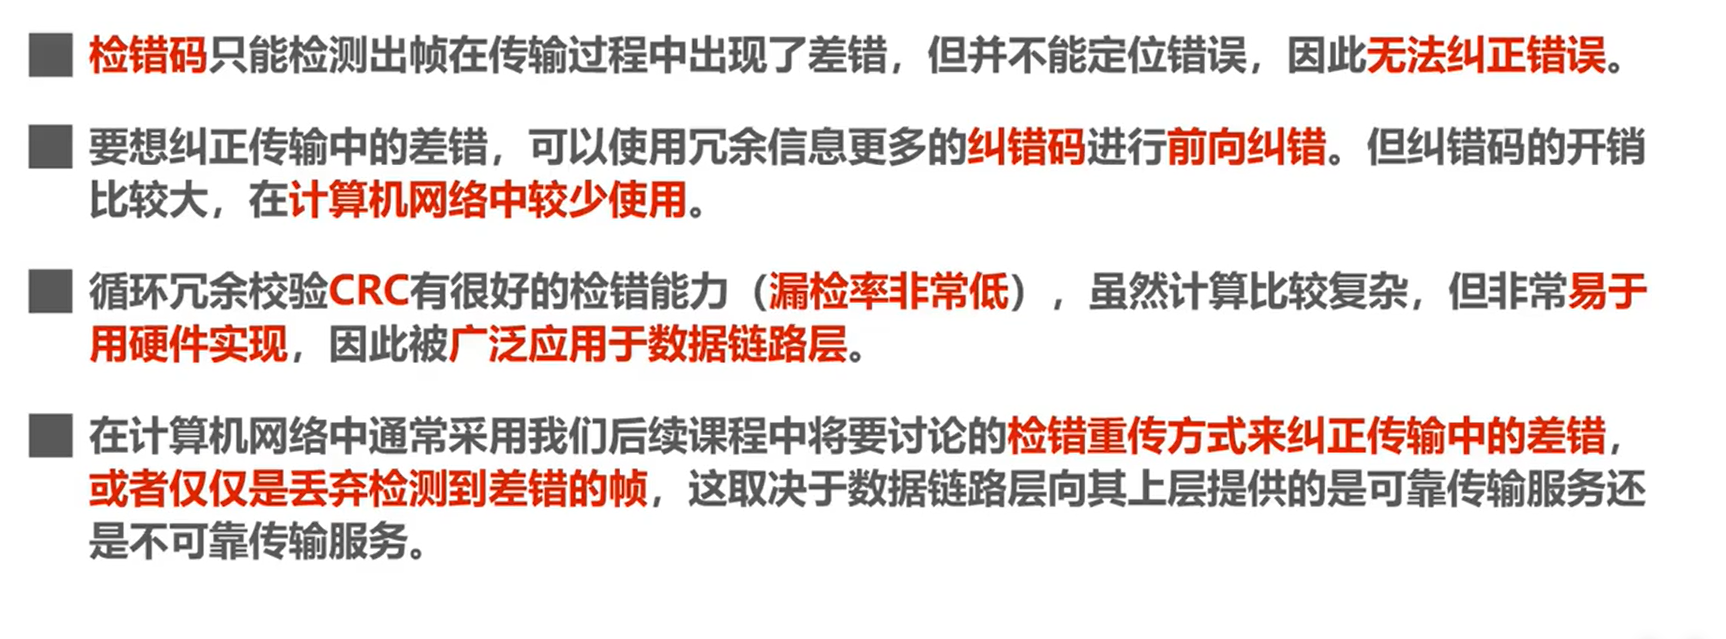 检错码只能检测出帧在传输过程中出现了差错，但并不能定位错误，因此无法纠正错误。
要想纠正传输中的差错，可以使用冗余信息更多的纠错码进行前向纠错。但纠错码的开销
比较大，在计算机网络中较少使用。
循环冗余校验CRC有很好的检错能力（漏检率非常低），虽然计算比较复杂，但非常易于
用硬件实现，因此被广泛应用于数据链路层。
在计算机网络中通常采用我们后续课程中将要讨论的检错重传方式来纠正传输中的差错，
或者仅仅是丢弃检测到差错的帧，这取决于数据链路层向其上层提供的是可靠传输服务还
是不可靠传输服务。